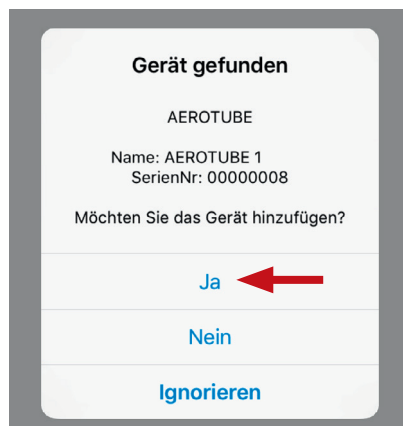 Gerät gefunden
AEROTUBE
Name: AEROTUBE 1
SerienNr: 00000008
Möchten Sie das Gerät hinzufügen?
Ja
Nein
Ignorieren